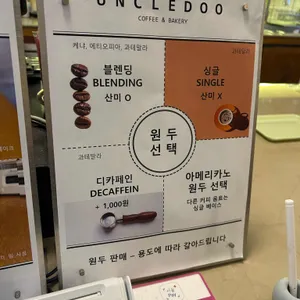 UNCLEDOO
COFFEE & BAKERY
케냐, 에티오피아, 과테말라
블렌딩
BLENDING
산미 O
과테말라
싱글
SINGLE
산미 X
원두
선택
과테말라
디카페인
DECAFFEIN
+ 1,000원
아메리카노
원두 선택
다른 커피 음료는
싱글 베이스
원두 판매 – 용도에 따라 갈아드립니다